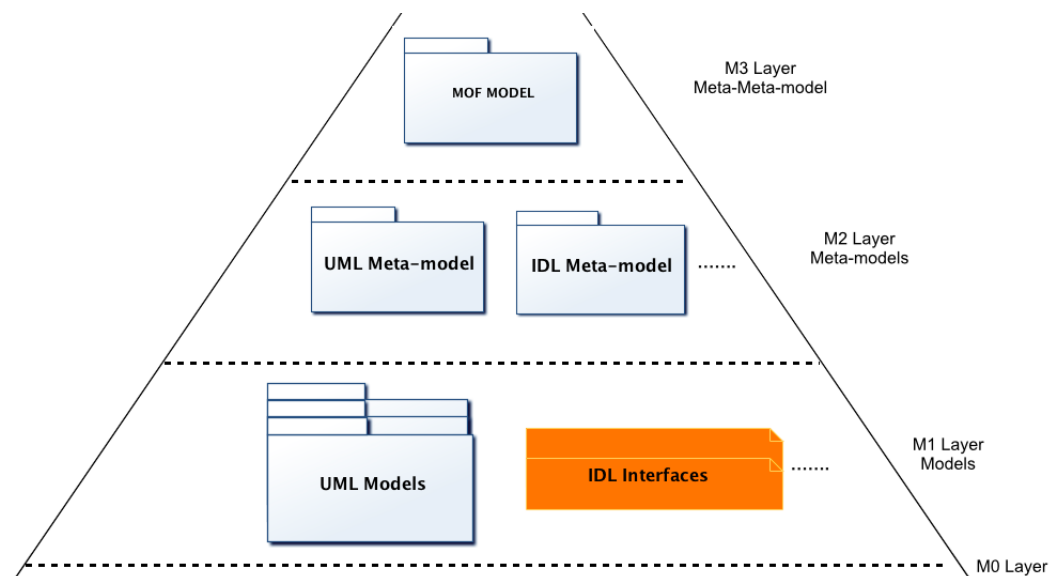 MOF MODEL
M3 Layer
Meta-Meta-model
UML Meta-model
IDL Meta-model
.......
M2 Layer
Meta-models
UML Models
IDL Interfaces
.......
M1 Layer
Models
M0 Layer